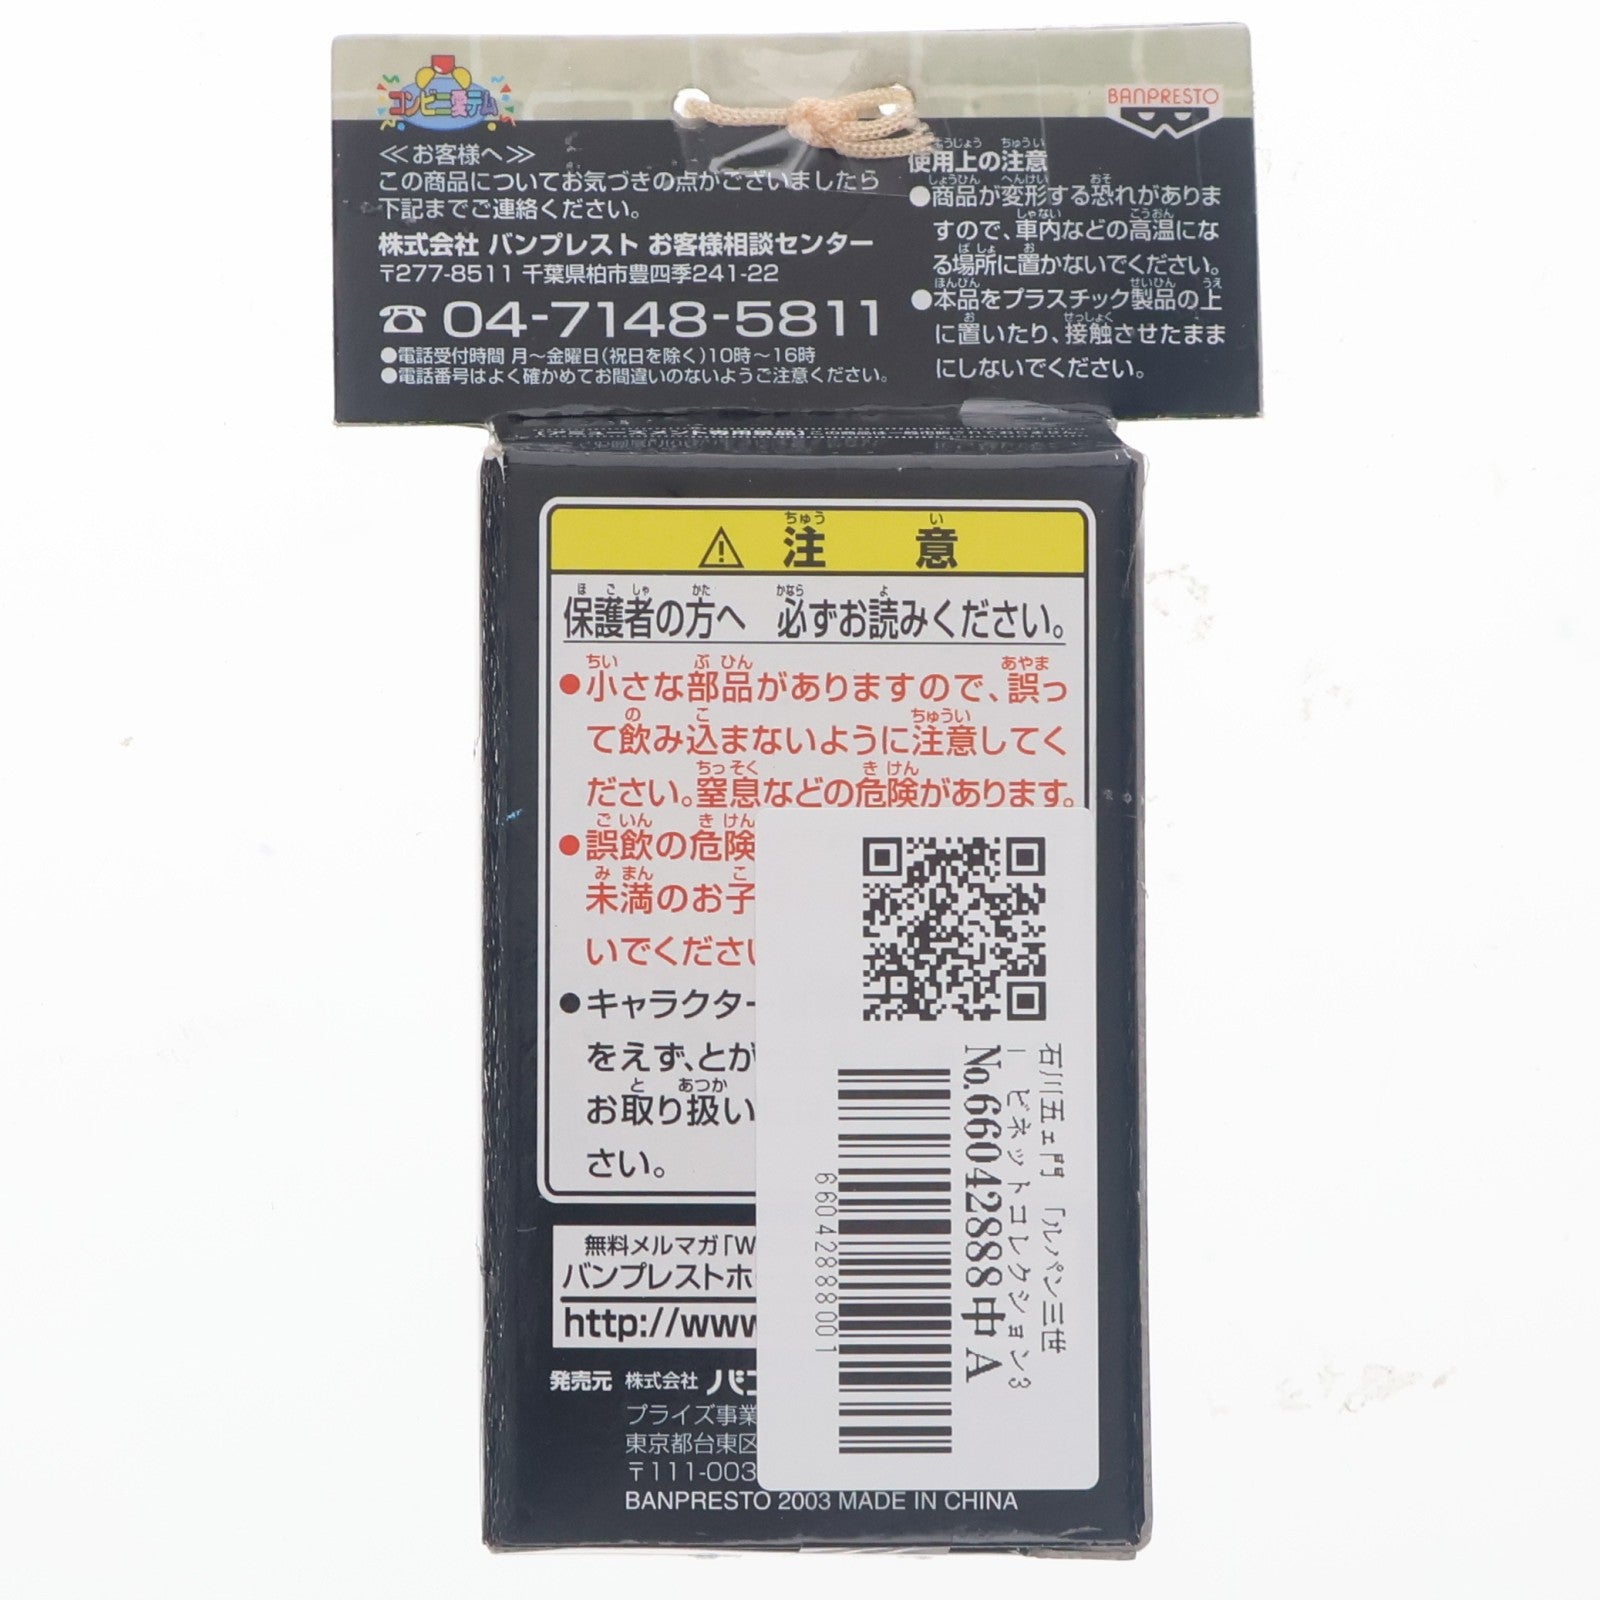 コンビニ愛テム
≪お客様へ≫
この商品についてお気づきの点がございましたら
下記までご連絡ください。
株式会社 バンプレスト お客様相談センター
〒277-8511 千葉県柏市豊四季241-22
☎ 04-7148-5811
●電話受付時間 月～金曜日(祝日を除く)10時～16時
●電話番号はよく確かめてお間違いのないようご注意ください。
BANPRESTO
使用上の注意
●商品が変形する恐れがありま
すので、車内などの高温にな
る場所に置かないでください。
●本品をプラスチック製品の上
に置いたり、接触させたまま
にしないでください。
⚠ 注意
保護者の方へ 必ずお読みください。
●小さな部品がありますので、誤っ
て飲み込まないように注意してく
ださい。窒息などの危険があります。
●誤飲の危険
未満のお子
いでくださ
●キャラクター
をえず、とが
お取り扱い
さい。
無料メルマガ「W
バンプレストホ
http://www
発売元 株式会社 バン
プライズ事業
東京都台東区
〒111-003
BANPRESTO 2003 MADE IN CHINA
石川五ェ門 「ルパン三世
」 ビネットコレクション3
No.66042888中A
66042888001